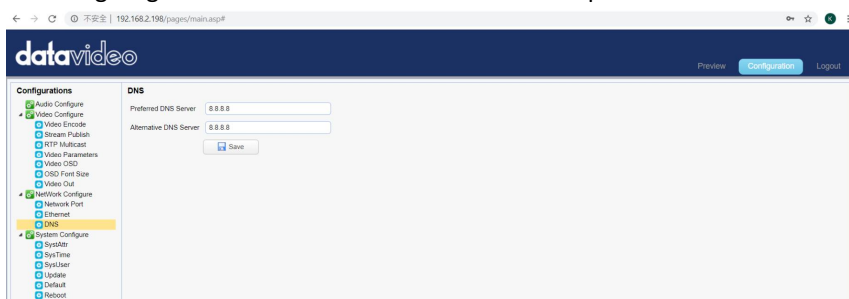 不安全 | 192.168.2.198/pages/main.asp#
K
datavideo
Preview
Configuration
Logout
Configurations
Audio Configure
Video Configure
Video Encode
Stream Publish
RTP Multicast
Video Parameters
Video OSD
OSD Font Size
Video Out
NetWork Configure
Network Port
Ethernet
DNS
System Configure
SystAttr
SysTime
SysUser
Update
Default
Reboot
DNS
Preferred DNS Server 8.8.8.8
Alternative DNS Server 8.8.8.8
Save